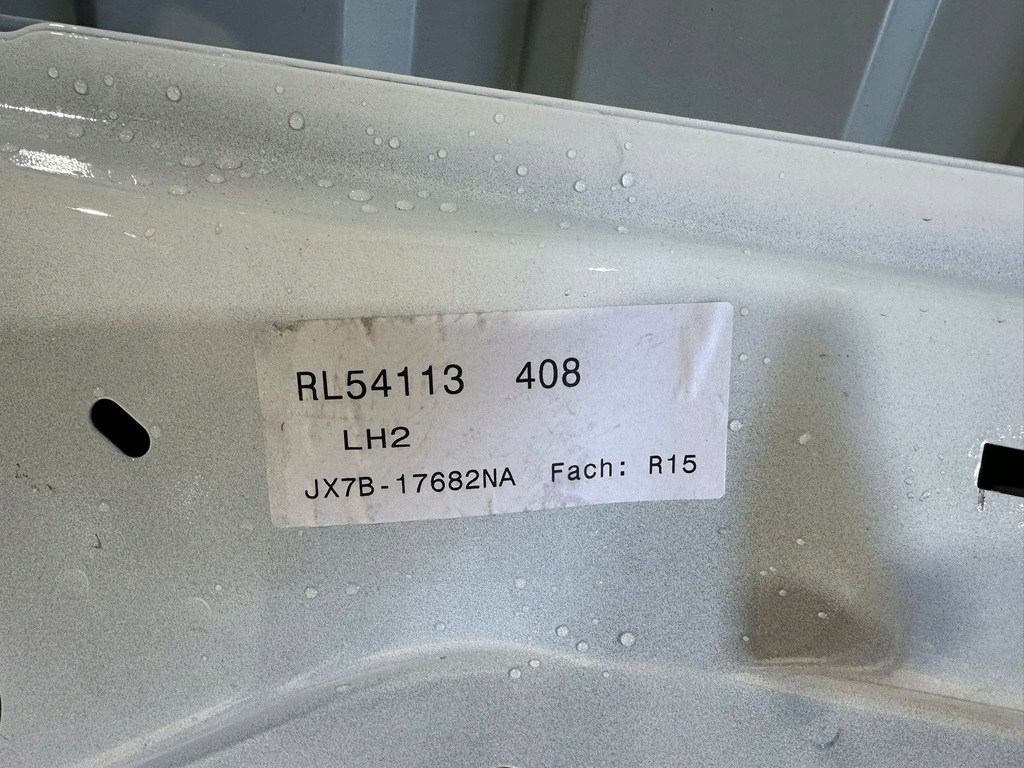 RL54113 408
LH2
JX7B-17682NA Fach: R15